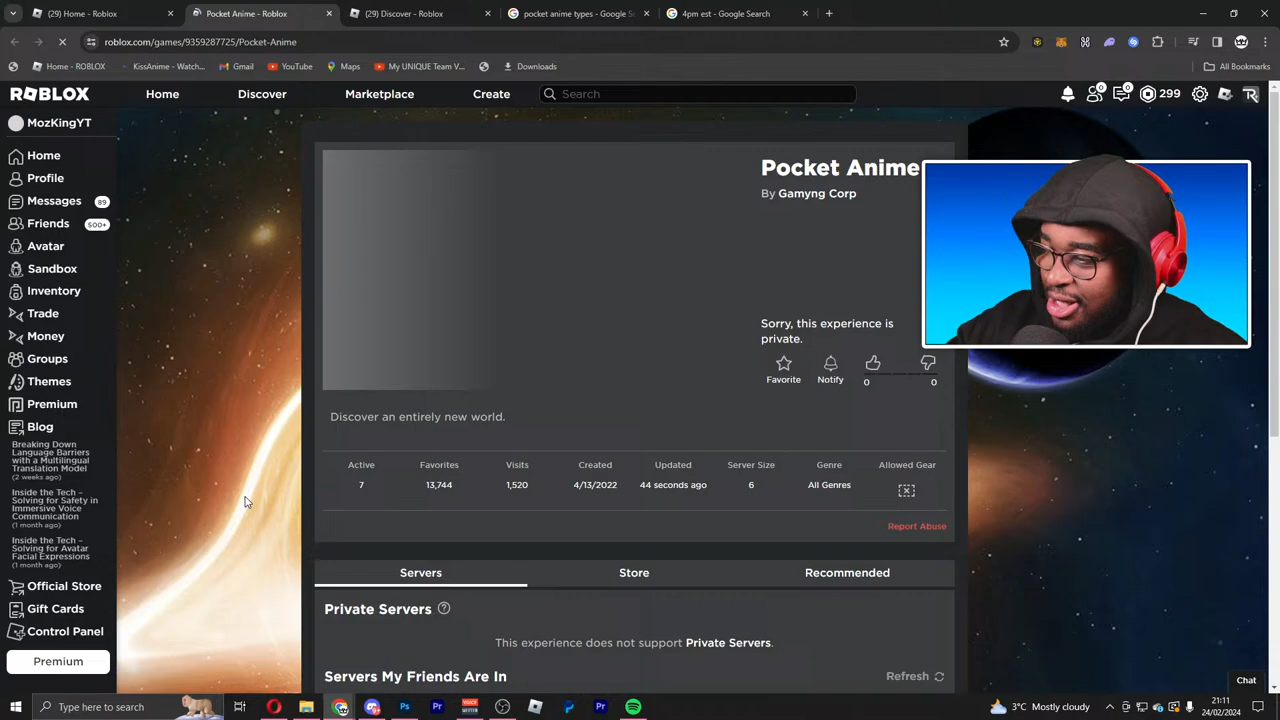 (29) Home - Roblox
Pocket Anime - Roblox
(29) Discover - Roblox
pocket anime types - Google Se
4pm est - Google Search
roblox.com/games/9359287725/Pocket-Anime
Home - ROBLOX
KissAnime - Watch...
Gmail
YouTube
Maps
My UNIQUE Team V...
Downloads
All Bookmarks
ROBLOX
Home
Discover
Marketplace
Create
Search
0
0
299
MozKingYT
Home
Profile
Messages
89
Friends
500+
Avatar
Sandbox
Inventory
Trade
Money
Groups
Themes
Premium
Blog
Breaking Down
Language Barriers
with a Multilingual
Translation Model
(2 weeks ago)
Inside the Tech –
Solving for Safety in
Immersive Voice
Communication
(1 month ago)
Inside the Tech –
Solving for Avatar
Facial Expressions
(1 month ago)
Official Store
Gift Cards
Control Panel
Premium
Pocket Anime
By Gamyng Corp
Sorry, this experience is
private.
Favorite
Notify
0
0
Discover an entirely new world.
Active
Favorites
Visits
Created
Updated
Server Size
Genre
Allowed Gear
7
13,744
1,520
4/13/2022
44 seconds ago
6
All Genres
Report Abuse
Servers
Store
Recommended
Private Servers
This experience does not support Private Servers.
Servers My Friends Are In
Refresh
Chat
Type here to search
3°C Mostly cloudy
21:11
24/02/2024